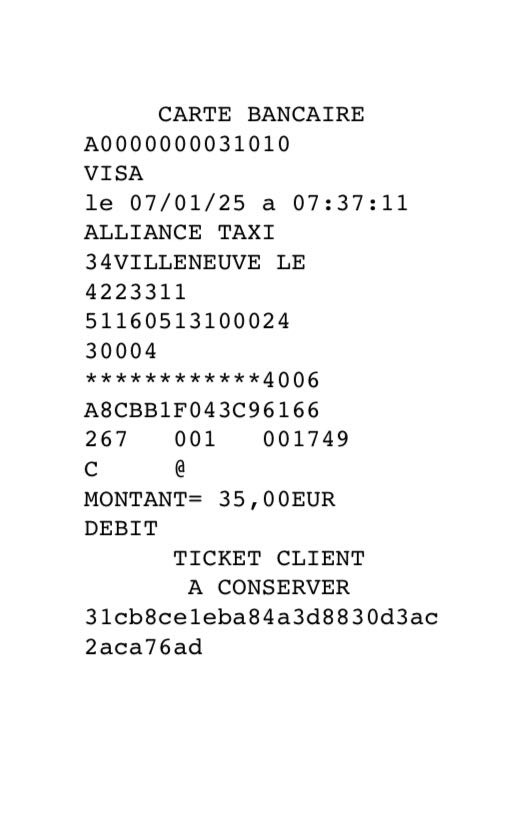 CARTE BANCAIRE
A0000000031010
VISA
le 07/01/25 a 07:37:11
ALLIANCE TAXI
34VILLENEUVE LE
4223311
51160513100024
30004
************4006
A8CBB1F043C96166
267 001 001749
C @
MONTANT= 35,00EUR
DEBIT
TICKET CLIENT
A CONSERVER
31cb8ce1eba84a3d8830d3ac
2aca76ad